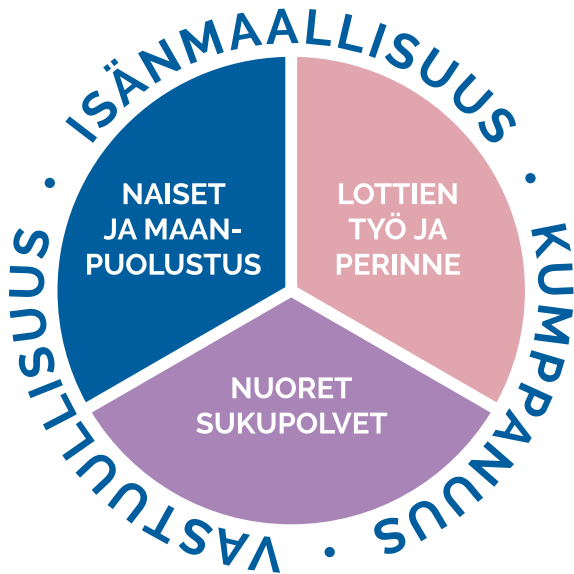 ISÄNMAALLISUUS · KUMPPANUUS · VASTUULLISUUS ·
NAISET
JA MAAN-
PUOLUSTUS
LOTTIEN
TYÖ JA
PERINNE
NUORET
SUKUPOLVET